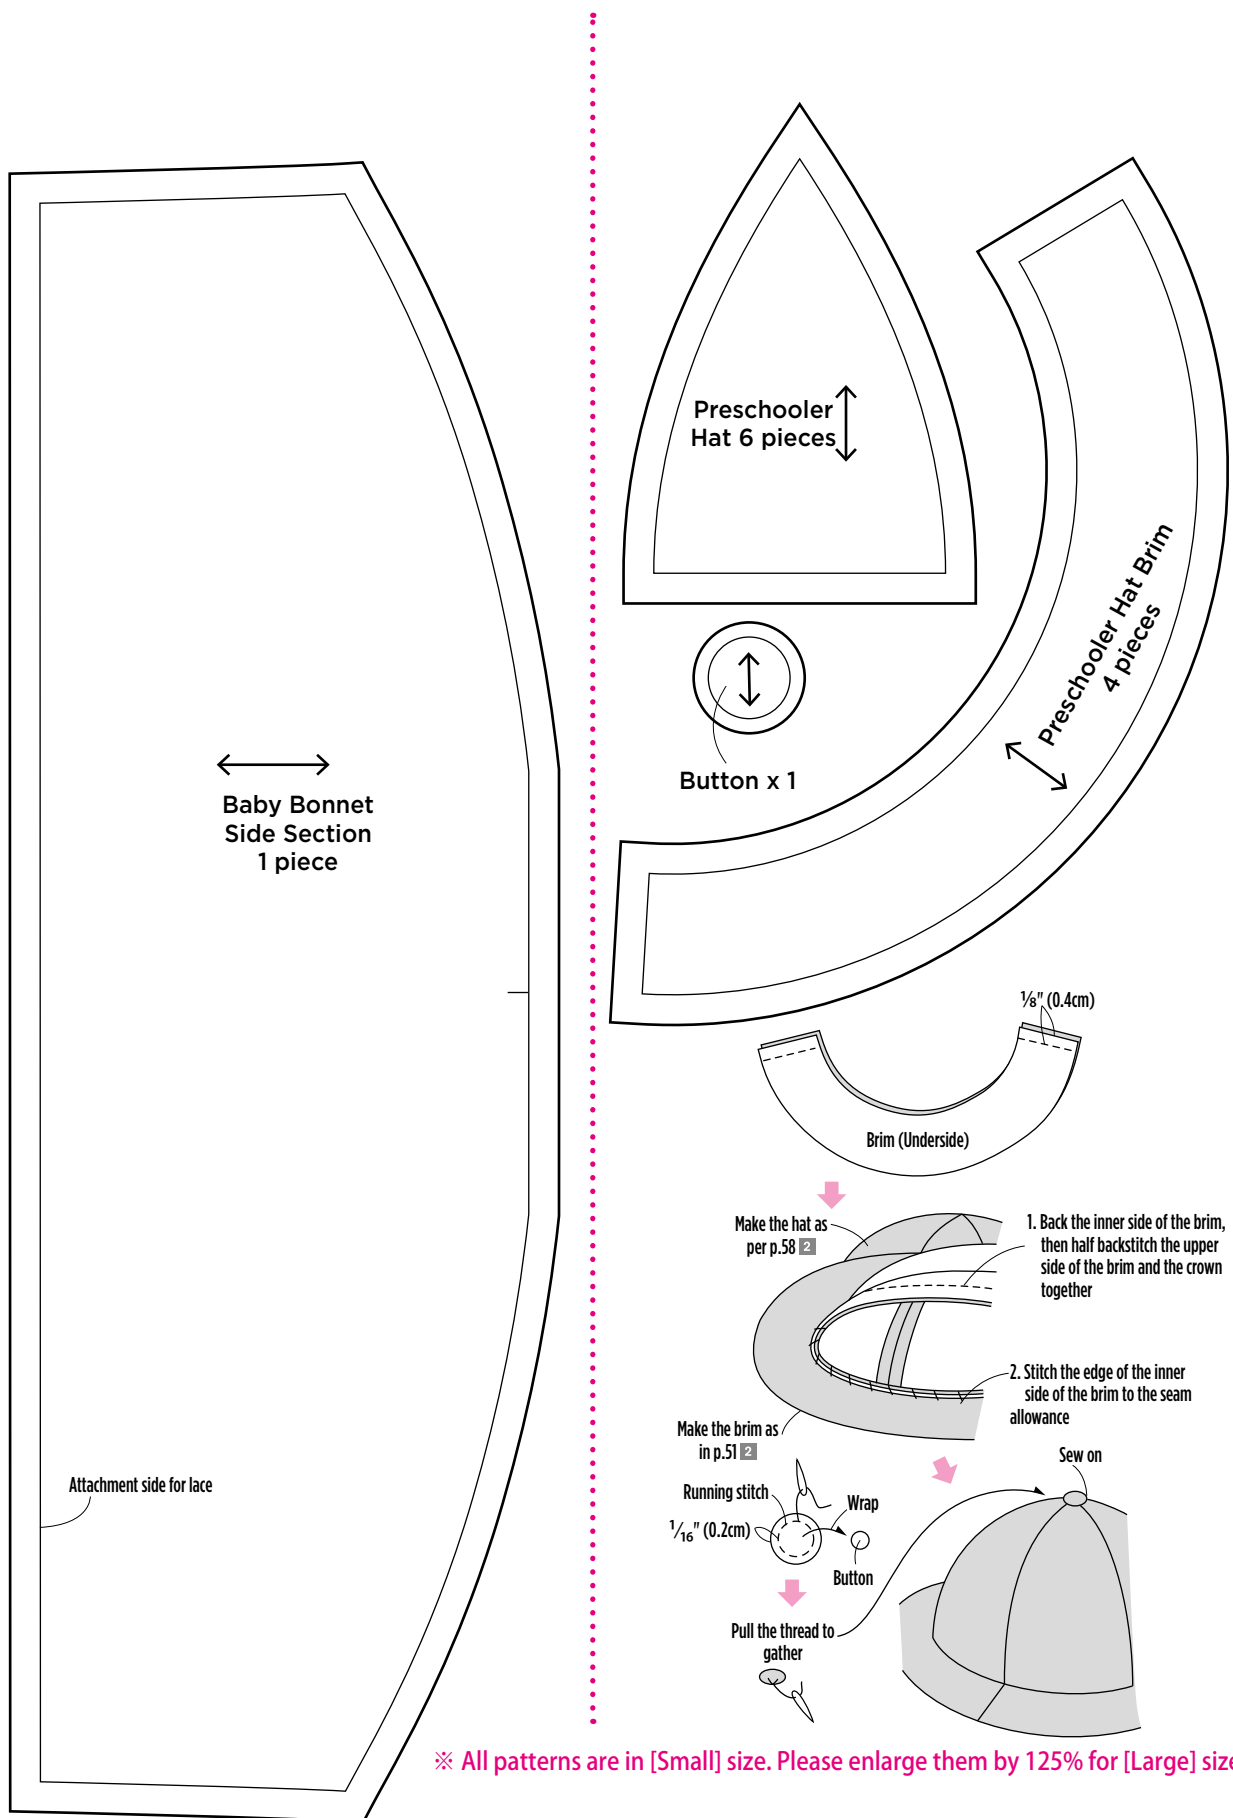 Preschooler
Hat 6 pieces
Preschooler Hat Brim
4 pieces
Button x 1
Baby Bonnet
Side Section
1 piece
Attachment side for lace
⅛" (0.4cm)
Brim (Underside)
Make the hat as
per p.58 2
1. Back the inner side of the brim,
then half backstitch the upper
side of the brim and the crown
together
2. Stitch the edge of the inner
side of the brim to the seam
allowance
Make the brim as
in p.51 2
Sew on
Running stitch
Wrap
1/16" (0.2cm)
Button
Pull the thread to
gather
※ All patterns are in [Small] size. Please enlarge them by 125% for [Large] size